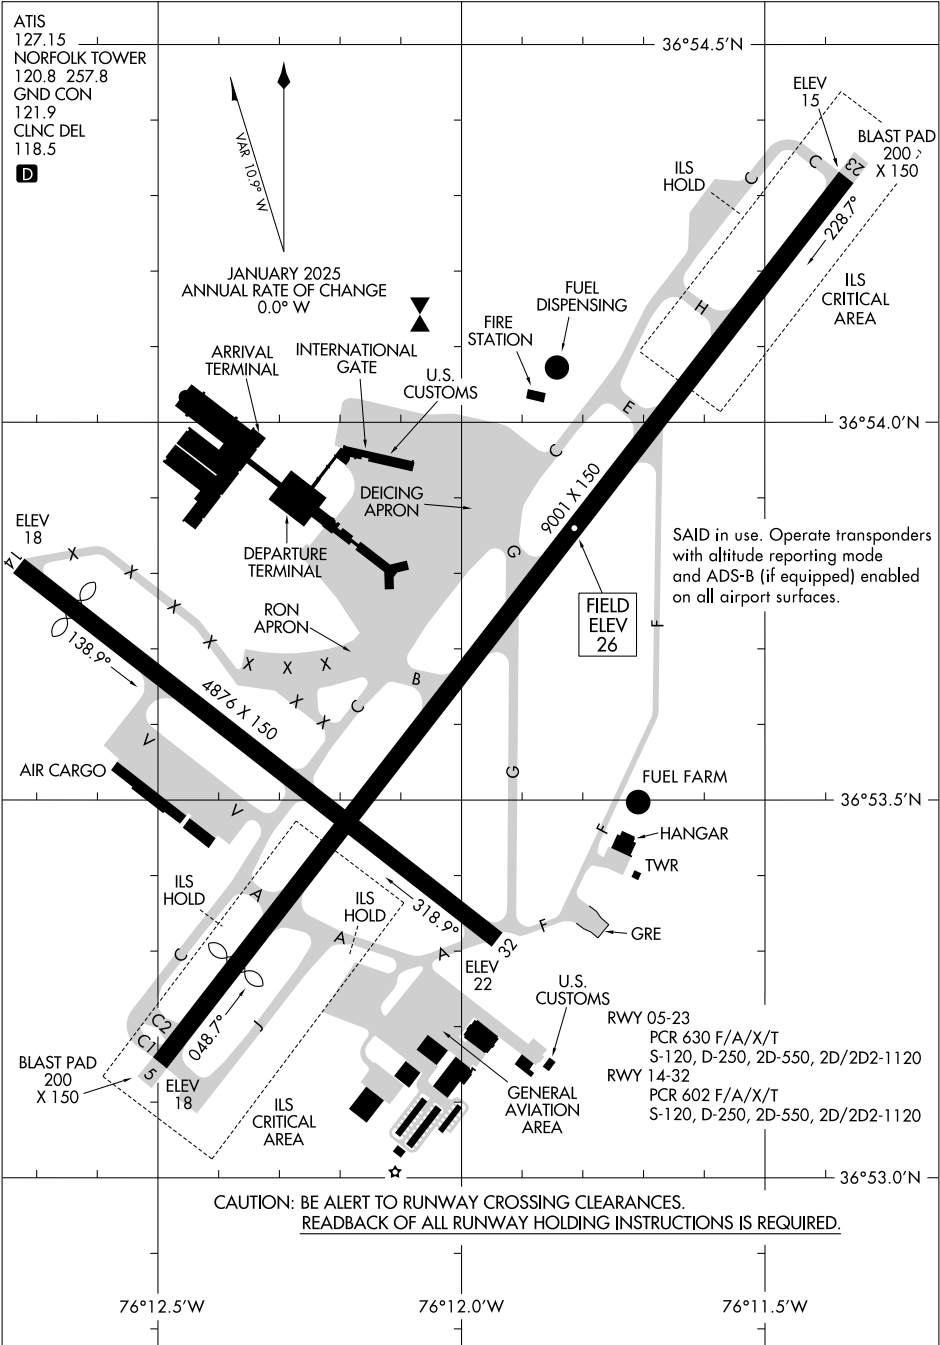 ATIS
127.15
NORFOLK TOWER
120.8 257.8
GND CON
121.9
CLNC DEL
118.5
D
VAR 10.9° W
JANUARY 2025
ANNUAL RATE OF CHANGE
0.0° W
36°54.5'N
ELEV
15
BLAST PAD
200
X 150
23
228.7°
ILS
HOLD
C
C
ILS
CRITICAL
AREA
H
FUEL
DISPENSING
FIRE
STATION
ARRIVAL
TERMINAL
INTERNATIONAL
GATE
U.S.
CUSTOMS
36°54.0'N
E
C
9001 X 150
DEICING
APRON
DEPARTURE
TERMINAL
ELEV
18
14
X
X
X
X
X
X
X
X
X
G
SAID in use. Operate transponders
with altitude reporting mode
and ADS-B (if equipped) enabled
on all airport surfaces.
FIELD
ELEV
26
F
RON
APRON
138.9°
B
C
4876 X 150
V
AIR CARGO
V
G
FUEL FARM
36°53.5'N
F
HANGAR
TWR
GRE
ILS
HOLD
A
ILS
HOLD
318.9°
A
A
F
32
ELEV
22
C
C2
C1
048.7°
J
5
ELEV
18
BLAST PAD
200
X 150
ILS
CRITICAL
AREA
U.S.
CUSTOMS
GENERAL
AVIATION
AREA
RWY 05-23
PCR 630 F/A/X/T
S-120, D-250, 2D-550, 2D/2D2-1120
RWY 14-32
PCR 602 F/A/X/T
S-120, D-250, 2D-550, 2D/2D2-1120
36°53.0'N
CAUTION: BE ALERT TO RUNWAY CROSSING CLEARANCES.
READBACK OF ALL RUNWAY HOLDING INSTRUCTIONS IS REQUIRED.
76°12.5'W
76°12.0'W
76°11.5'W